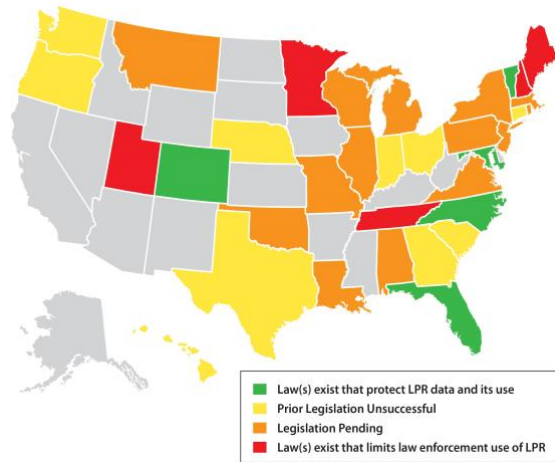 Law(s) exist that protect LPR data and its use
Prior Legislation Unsuccessful
Legislation Pending
Law(s) exist that limits law enforcement use of LPR